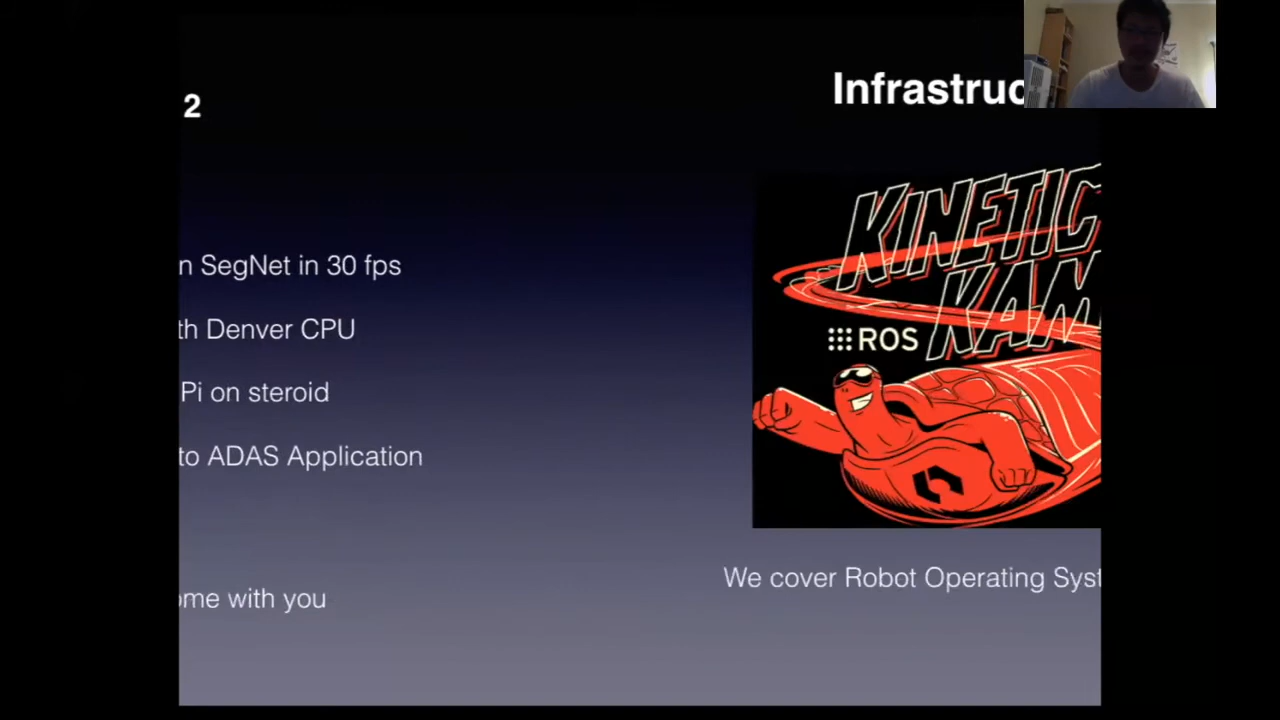 2
n SegNet in 30 fps
th Denver CPU
Pi on steroid
to ADAS Application
ome with you
Infrastruc
KINETIC
KAM
ROS
We cover Robot Operating Syst